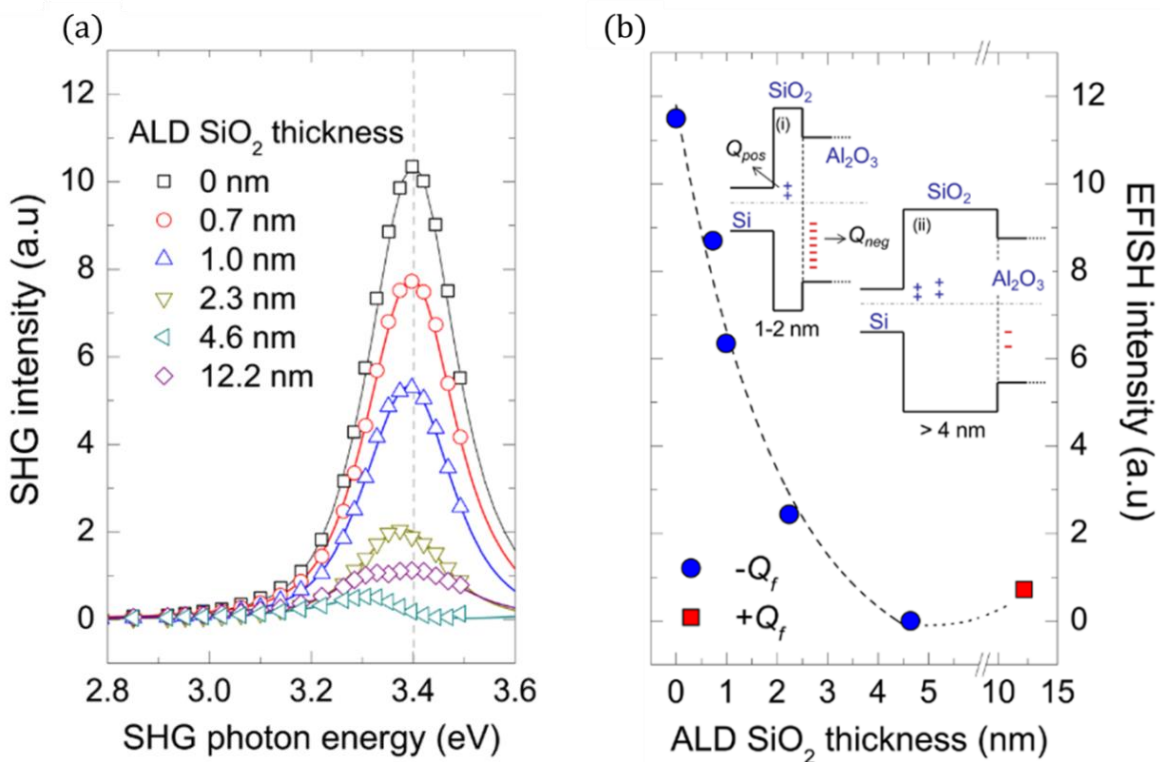 (a)
12
10
8
6
4
2
0
SHG intensity (a.u)
ALD SiO₂ thickness
0 nm
0.7 nm
1.0 nm
2.3 nm
4.6 nm
12.2 nm
2.8 3.0 3.2 3.4 3.6
SHG photon energy (eV)
(b)
SiO₂
(i)
Qpos
Al₂O₃
SiO₂
Si
(ii)
Qneg
Al₂O₃
1-2 nm
Si
> 4 nm
-Qf
+Qf
12
10
8
6
4
2
0
EFISH intensity (a.u)
0 1 2 3 4 5 10 15
ALD SiO₂ thickness (nm)